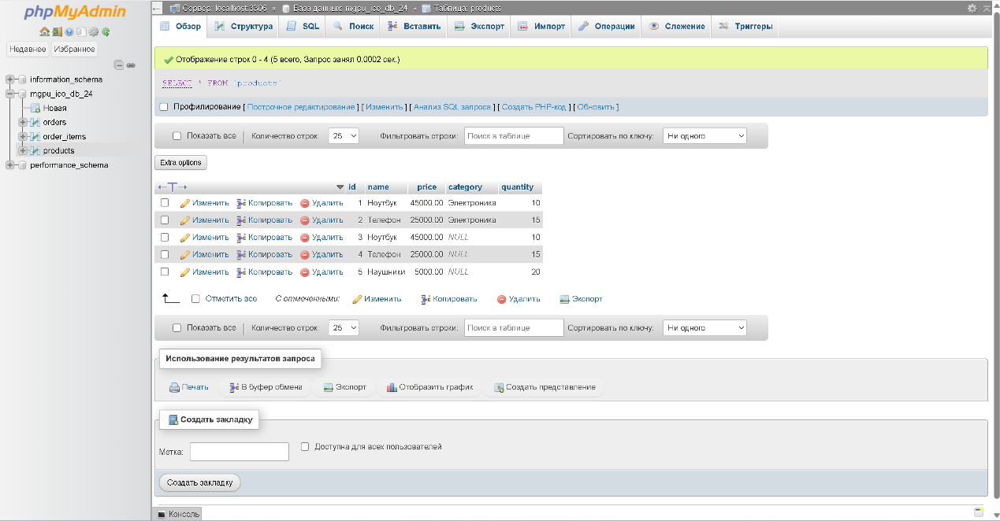 phpMyAdmin
Недавнее Избранное
information_schema
mgpu_ico_db_24
Новая
orders
order_items
products
performance_schema
Сервер: localhost:3306 » База данных: mgpu_ico_db_24 » Таблица: products
Обзор Структура SQL Поиск Вставить Экспорт Импорт Операции Слежение Триггеры
Отображение строк 0 - 4 (5 всего, Запрос занял 0.0002 сек.)
SELECT * FROM `products`
Профилирование [ Построчное редактирование ] [ Изменить ] [ Анализ SQL запроса ] [ Создать PHP-код ] [ Обновить ]
Показать все Количество строк: 25 Фильтровать строки: Поиск в таблице Сортировать по ключу: Ни одного
Extra options
←T→ id name price category quantity
Изменить Копировать Удалить 1 Ноутбук 45000.00 Электроника 10
Изменить Копировать Удалить 2 Телефон 25000.00 Электроника 15
Изменить Копировать Удалить 3 Ноутбук 45000.00 NULL 10
Изменить Копировать Удалить 4 Телефон 25000.00 NULL 15
Изменить Копировать Удалить 5 Наушники 5000.00 NULL 20
Отметить все С отмеченными: Изменить Копировать Удалить Экспорт
Показать все Количество строк: 25 Фильтровать строки: Поиск в таблице Сортировать по ключу: Ни одного
Использование результатов запроса
Печать В буфер обмена Экспорт Отобразить график Создать представление
Создать закладку
Метка: Доступна для всех пользователей
Создать закладку
Консоль